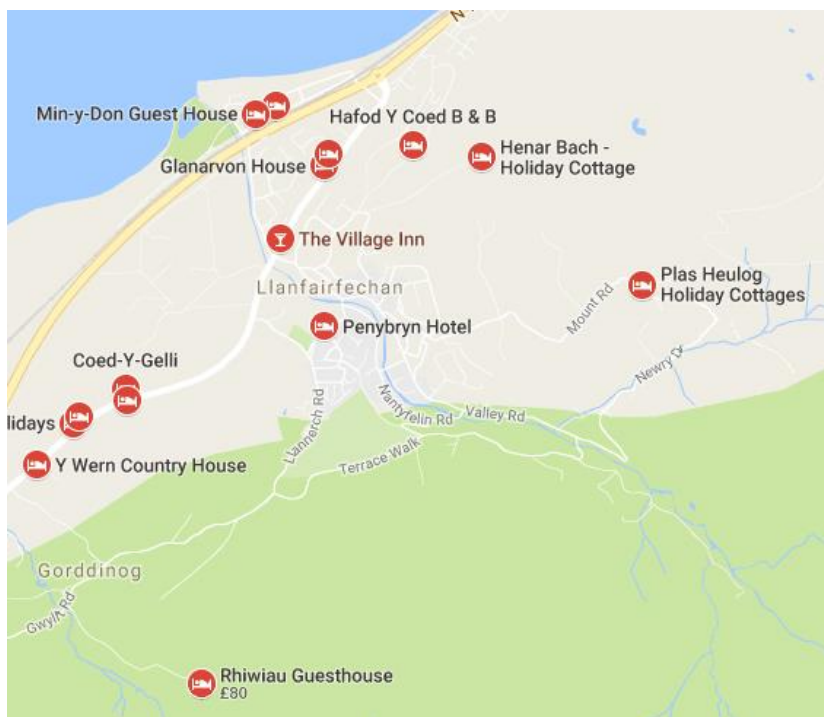 Min-y-Don Guest House
Hafod Y Coed B & B
Glanarvon House
Henar Bach -
Holiday Cottage
The Village Inn
Llanfairfechan
Plas Heulog
Holiday Cottages
Mount Rd
Penybryn Hotel
Newry Dr
Coed-Y-Gelli
Nantyfelin Rd
Valley Rd
Llannerch Rd
lidays
Terrace Walk
Y Wern Country House
Gorddinog
Gwyllt Rd
Rhiwiau Guesthouse
£80